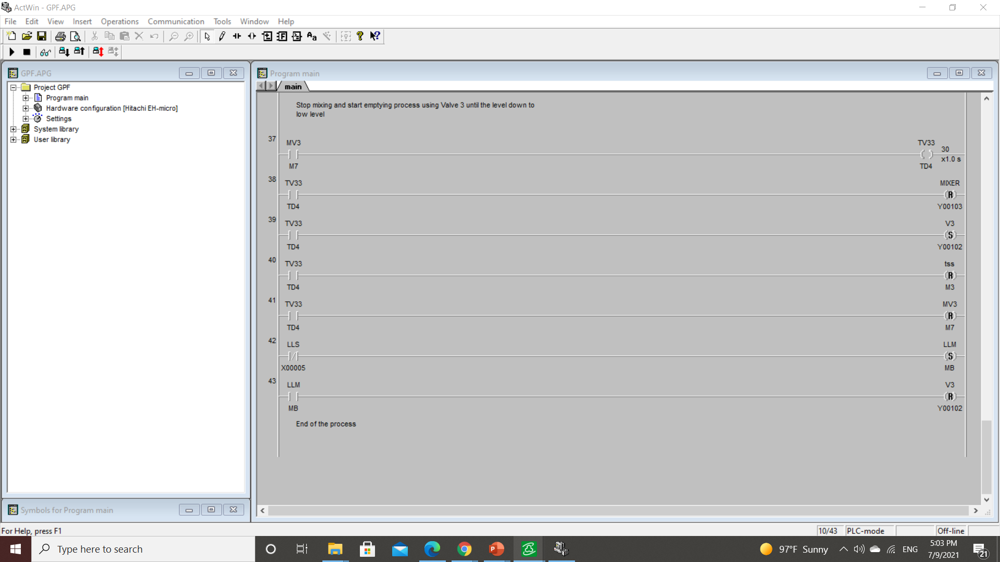 ActWin - GPF.APG
File Edit View Insert Operations Communication Tools Window Help
GPF.APG
Project GPF
Program main
Hardware configuration [Hitachi EH-micro]
Settings
System library
User library
Symbols for Program main
Program main
main
Stop mixing and start emptying process using Valve 3 until the level down to
low level
37
MV3
M7
TV33
TD4
30
x1.0 s
38
TV33
TD4
MIXER
R
Y00103
39
TV33
TD4
V3
S
Y00102
40
TV33
TD4
tss
R
M3
41
TV33
TD4
MV3
R
M7
42
LLS
X00005
LLM
S
MB
43
LLM
MB
V3
R
Y00102
End of the process
For Help, press F1
10/43
PLC-mode
Off-line
Type here to search
97°F Sunny
ENG
5:03 PM
7/9/2021
21